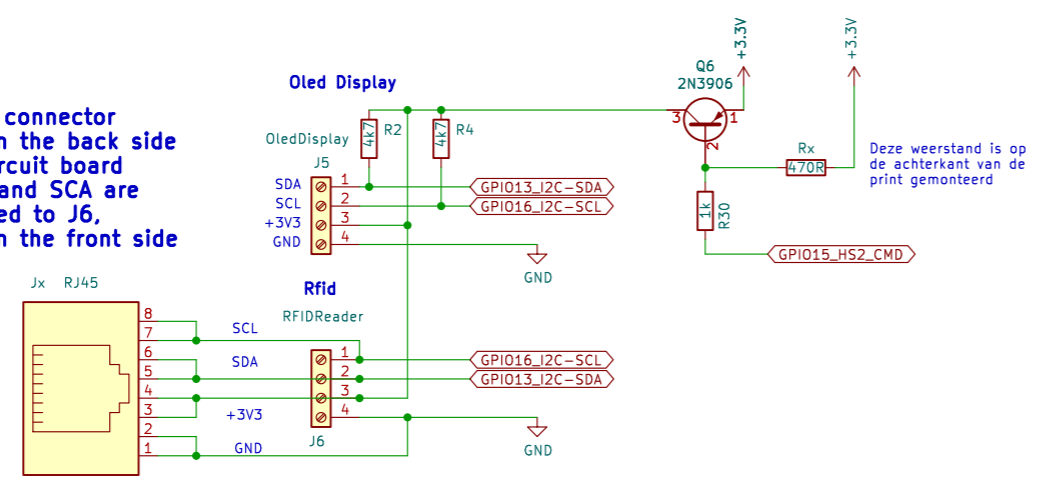 +3.3V
+3.3V
Q6
2N3906
3
1
2
Oled Display
connector
n the back side
rcuit board
and SCA are
ed to J6,
n the front side
4k7
R2
4k7
R4
OledDisplay
J5
SDA
1
GPIO13_I2C-SDA
SCL
2
GPIO16_I2C-SCL
+3V3
3
GND
4
GND
Rx
470R
Deze weerstand is op
de achterkant van de
print gemonteerd
1k
R30
GPIO15_HS2_CMD
Jx RJ45
Rfid
RFIDReader
8
7
SCL
6
SDA
5
4
3
+3V3
2
1
GND
1
GPIO16_I2C-SCL
2
GPIO13_I2C-SDA
3
4
J6
GND